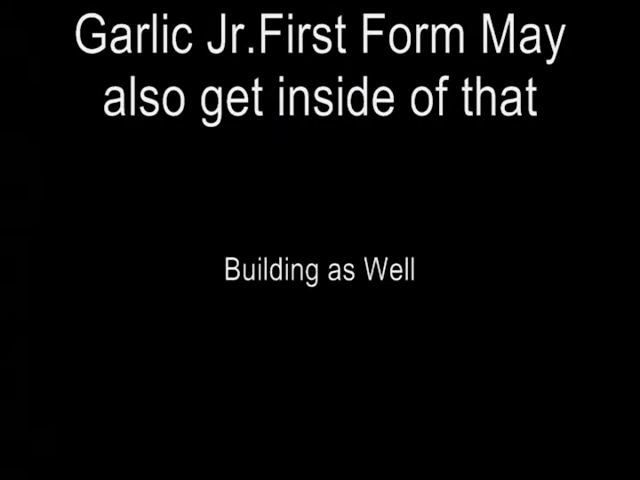 Garlic Jr.First Form May
also get inside of that
Building as Well